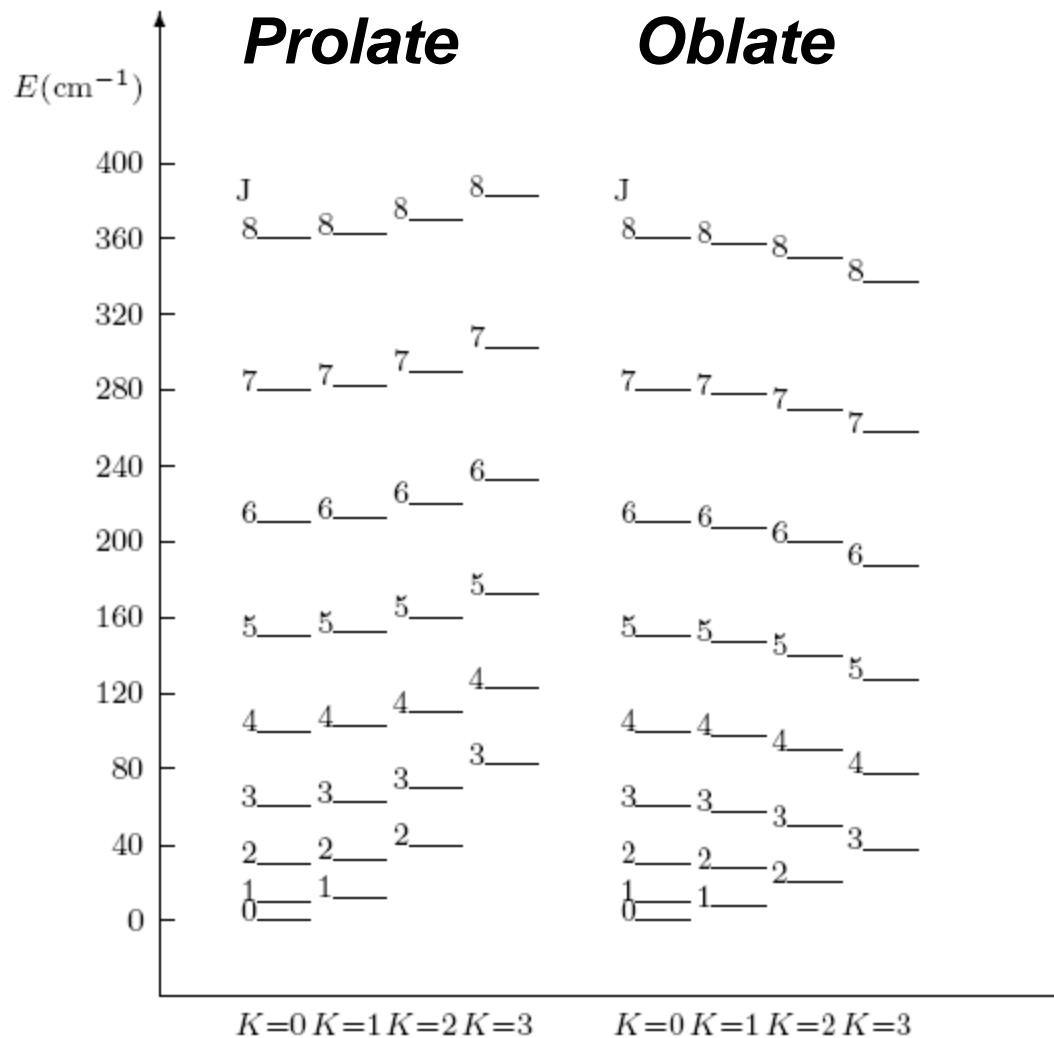 Prolate Oblate
E(cm⁻¹)
400
J J
8 8 8 8 8 8 8 8
360
320
7 7 7 7 7 7 7 7
280
240
6 6 6 6 6 6 6 6
200
5 5 5 5 5 5 5 5
160
4 4 4 4 4 4 4 4
120
3 3 3 3 3 3 3 3
80
2 2 2 2 2 2
40
1 1 1 1
0 0
0
K=0 K=1 K=2 K=3 K=0 K=1 K=2 K=3